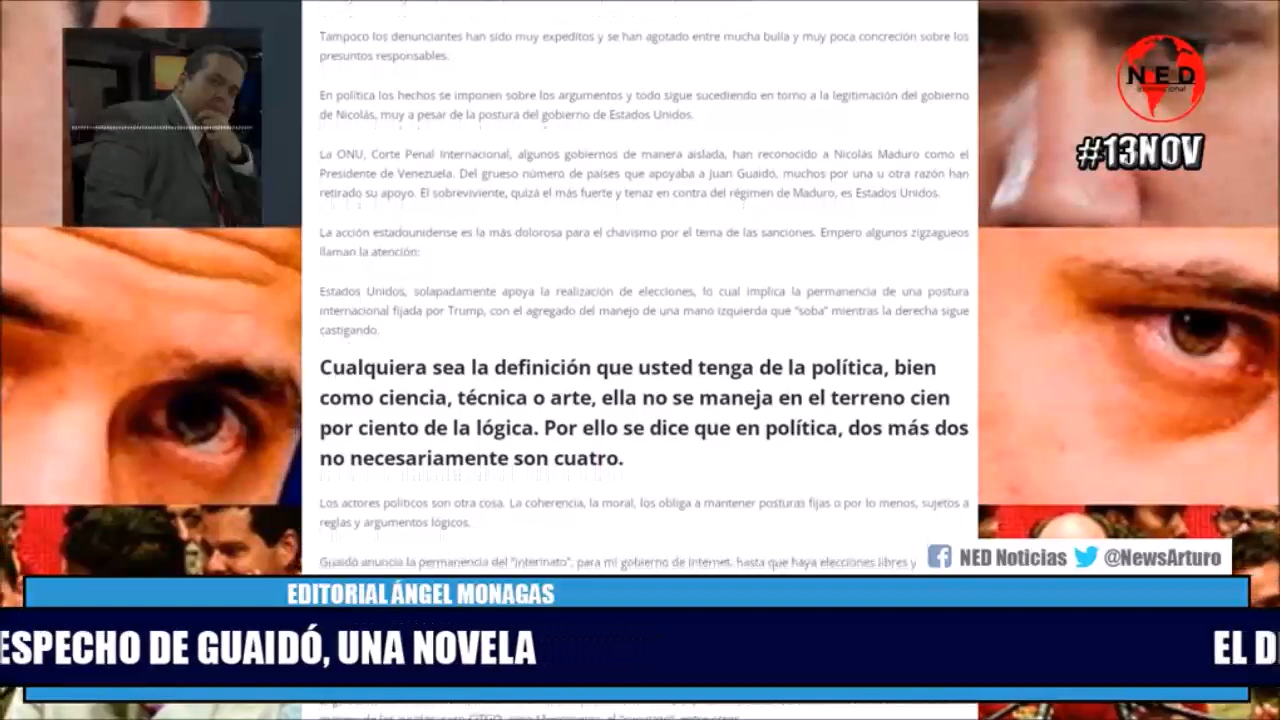 Tampoco los denunciantes han sido muy expeditos y se han agotado entre mucha bulla y muy poca concreción sobre los
presuntos responsables.
En política los hechos se imponen sobre los argumentos y todo sigue sucediendo en torno a la legitimación del gobierno
de Nicolás, muy a pesar de la postura del gobierno de Estados Unidos.
La ONU, Corte Penal Internacional, algunos gobiernos de manera aislada, han reconocido a Nicolás Maduro como el
Presidente de Venezuela. Del grueso número de países que apoyaba a Juan Guaido, muchos por una u otra razón han
retirado su apoyo. El sobreviviente, quizá el más fuerte y tenaz en contra del régimen de Maduro, es Estados Unidos.
La acción estadounidense es la más dolorosa para el chavismo por el tema de las sanciones. Empero algunos zigzagueos
llaman la atención:
Estados Unidos, solapadamente apoya la realización de elecciones, lo cual implica la permanencia de una postura
internacional fijada por Trump, con el agregado del manejo de una mano izquierda que "soba" mientras la derecha sigue
castigando.
Cualquiera sea la definición que usted tenga de la política, bien
como ciencia, técnica o arte, ella no se maneja en el terreno cien
por ciento de la lógica. Por ello se dice que en política, dos más dos
no necesariamente son cuatro.
Los actores políticos son otra cosa. La coherencia, la moral, los obliga a mantener posturas fijas o por lo menos, sujetos a
reglas y argumentos lógicos.
Guaidó anuncia la permanencia del "interinato", para mi gobierno de Internet, hasta que haya elecciones libres y
NED
International
#13NOV
NED Noticias @NewsArturo
EDITORIAL ÁNGEL MONAGAS
ESPECHO DE GUAIDÓ, UNA NOVELA
EL D